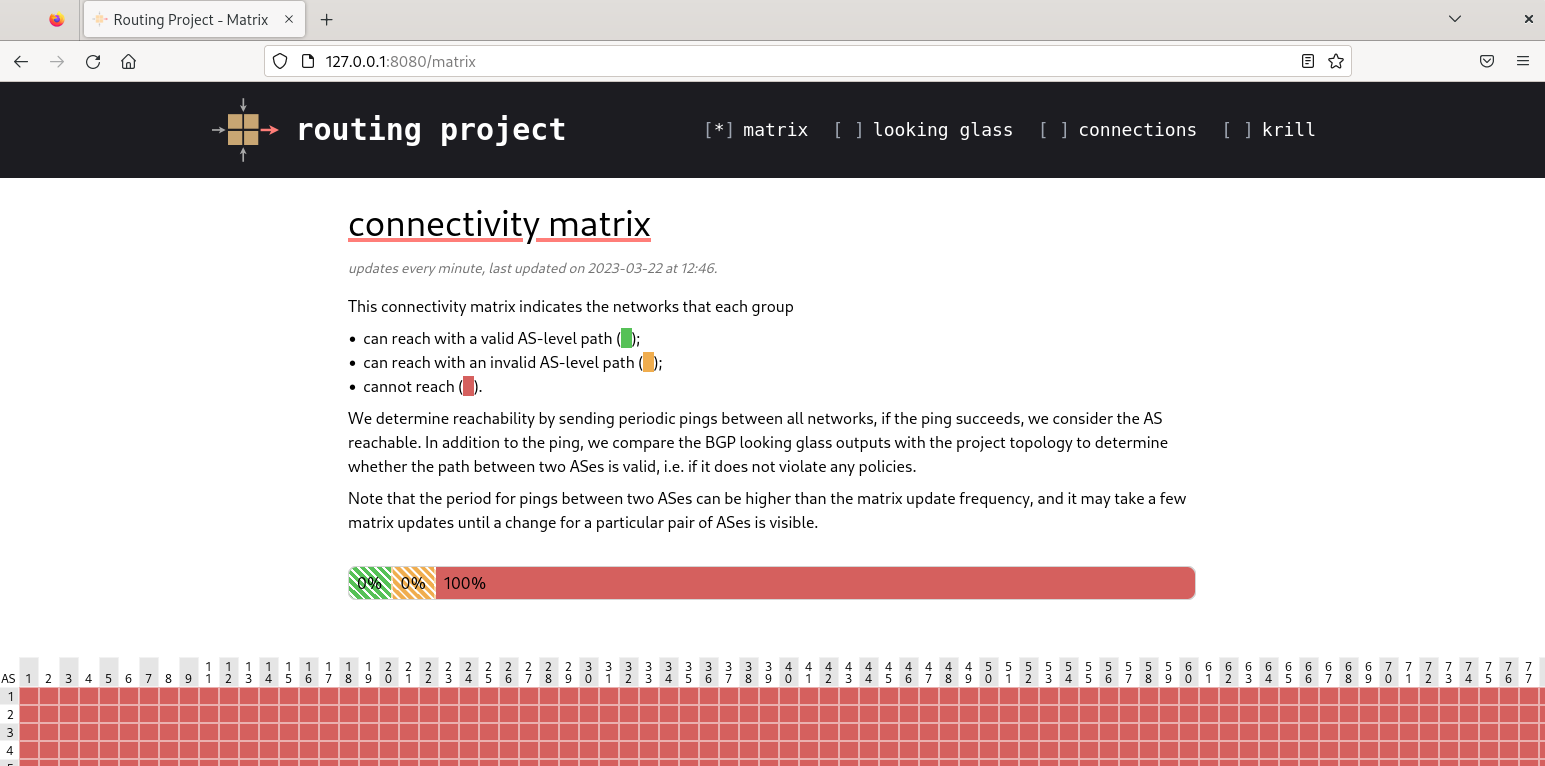 Routing Project - Matrix
127.0.0.1:8080/matrix
routing project
[*] matrix [ ] looking glass [ ] connections [ ] krill
connectivity matrix
updates every minute, last updated on 2023-03-22 at 12:46.
This connectivity matrix indicates the networks that each group
• can reach with a valid AS-level path ( );
• can reach with an invalid AS-level path ( );
• cannot reach ( ).
We determine reachability by sending periodic pings between all networks, if the ping succeeds, we consider the AS
reachable. In addition to the ping, we compare the BGP looking glass outputs with the project topology to determine
whether the path between two ASes is valid, i.e. if it does not violate any policies.
Note that the period for pings between two ASes can be higher than the matrix update frequency, and it may take a few
matrix updates until a change for a particular pair of ASes is visible.
0% 0% 100%
AS 1 2 3 4 5 6 7 8 9 11 12 13 14 15 16 17 18 19 20 21 22 23 24 25 26 27 28 29 30 31 32 33 34 35 36 37 38 39 40 41 42 43 44 45 46 47 48 49 50 51 52 53 54 55 56 57 58 59 60 61 62 63 64 65 66 67 68 69 70 71 72 73 74 75 76 77
1
2
3
4